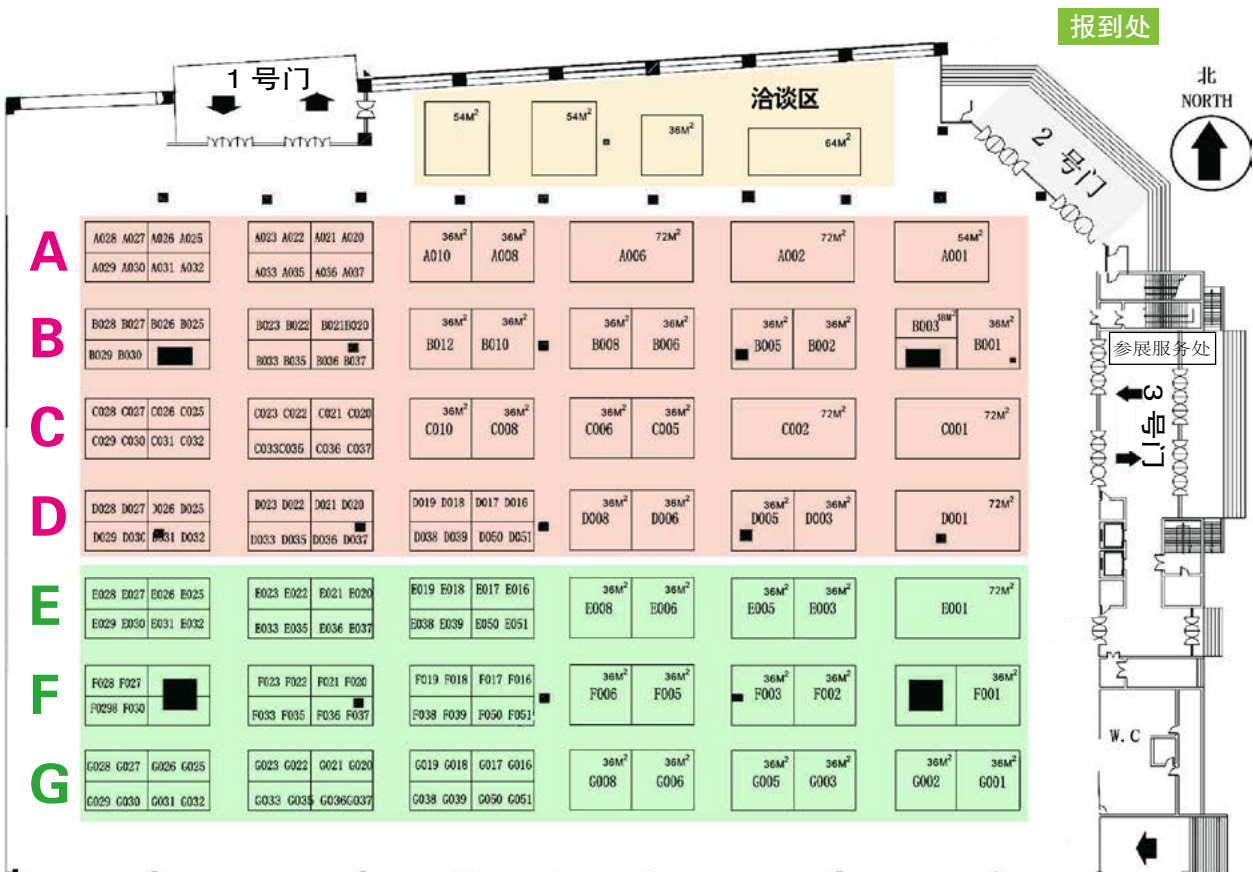 报到处
1号门
北
NORTH
洽谈区
54M²
54M²
36M²
64M²
2号门
A
A028 A027 A026 A025
A029 A030 A031 A032
A023 A022 A021 A020
A033 A035 A036 A037
36M²
A010
36M²
A008
72M²
A006
72M²
A002
54M²
A001
B
B028 B027 B026 B025
B029 B030
B023 B022 B021B020
B033 B035 B036 B037
36M²
B012
36M²
B010
36M²
B008
36M²
B006
36M²
B005
36M²
B002
18M²
B003
36M²
B001
参展服务处
3号门
C
C028 C027 C026 C025
C029 C030 C031 C032
C023 C022 C021 C020
C033C035 C036 C037
36M²
C010
36M²
C008
36M²
C006
36M²
C005
72M²
C002
72M²
C001
D
D028 D027 D026 D025
D029 D030 D031 D032
D023 D022 D021 D020
D033 D035 D036 D037
D019 D018 D017 D016
D038 D039 D050 D051
36M²
D008
36M²
D006
36M²
D005
36M²
D003
72M²
D001
E
E028 E027 E026 E025
E029 E030 E031 E032
E023 E022 E021 E020
E033 E035 E036 E037
E019 E018 E017 E016
E038 E039 E050 E051
36M²
E008
36M²
E006
36M²
E005
36M²
E003
72M²
E001
F
F028 F027
F0298 F030
F023 F022 F021 F020
F033 F035 F036 F037
F019 F018 F017 F016
F038 F039 F050 F051
36M²
F006
36M²
F005
36M²
F003
36M²
F002
36M²
F001
W.C
G
G028 G027 G026 G025
G029 G030 G031 G032
G023 G022 G021 G020
G033 G035 G036G037
G019 G018 G017 G016
G038 G039 G050 G051
36M²
G008
36M²
G006
36M²
G005
36M²
G003
36M²
G002
36M²
G001